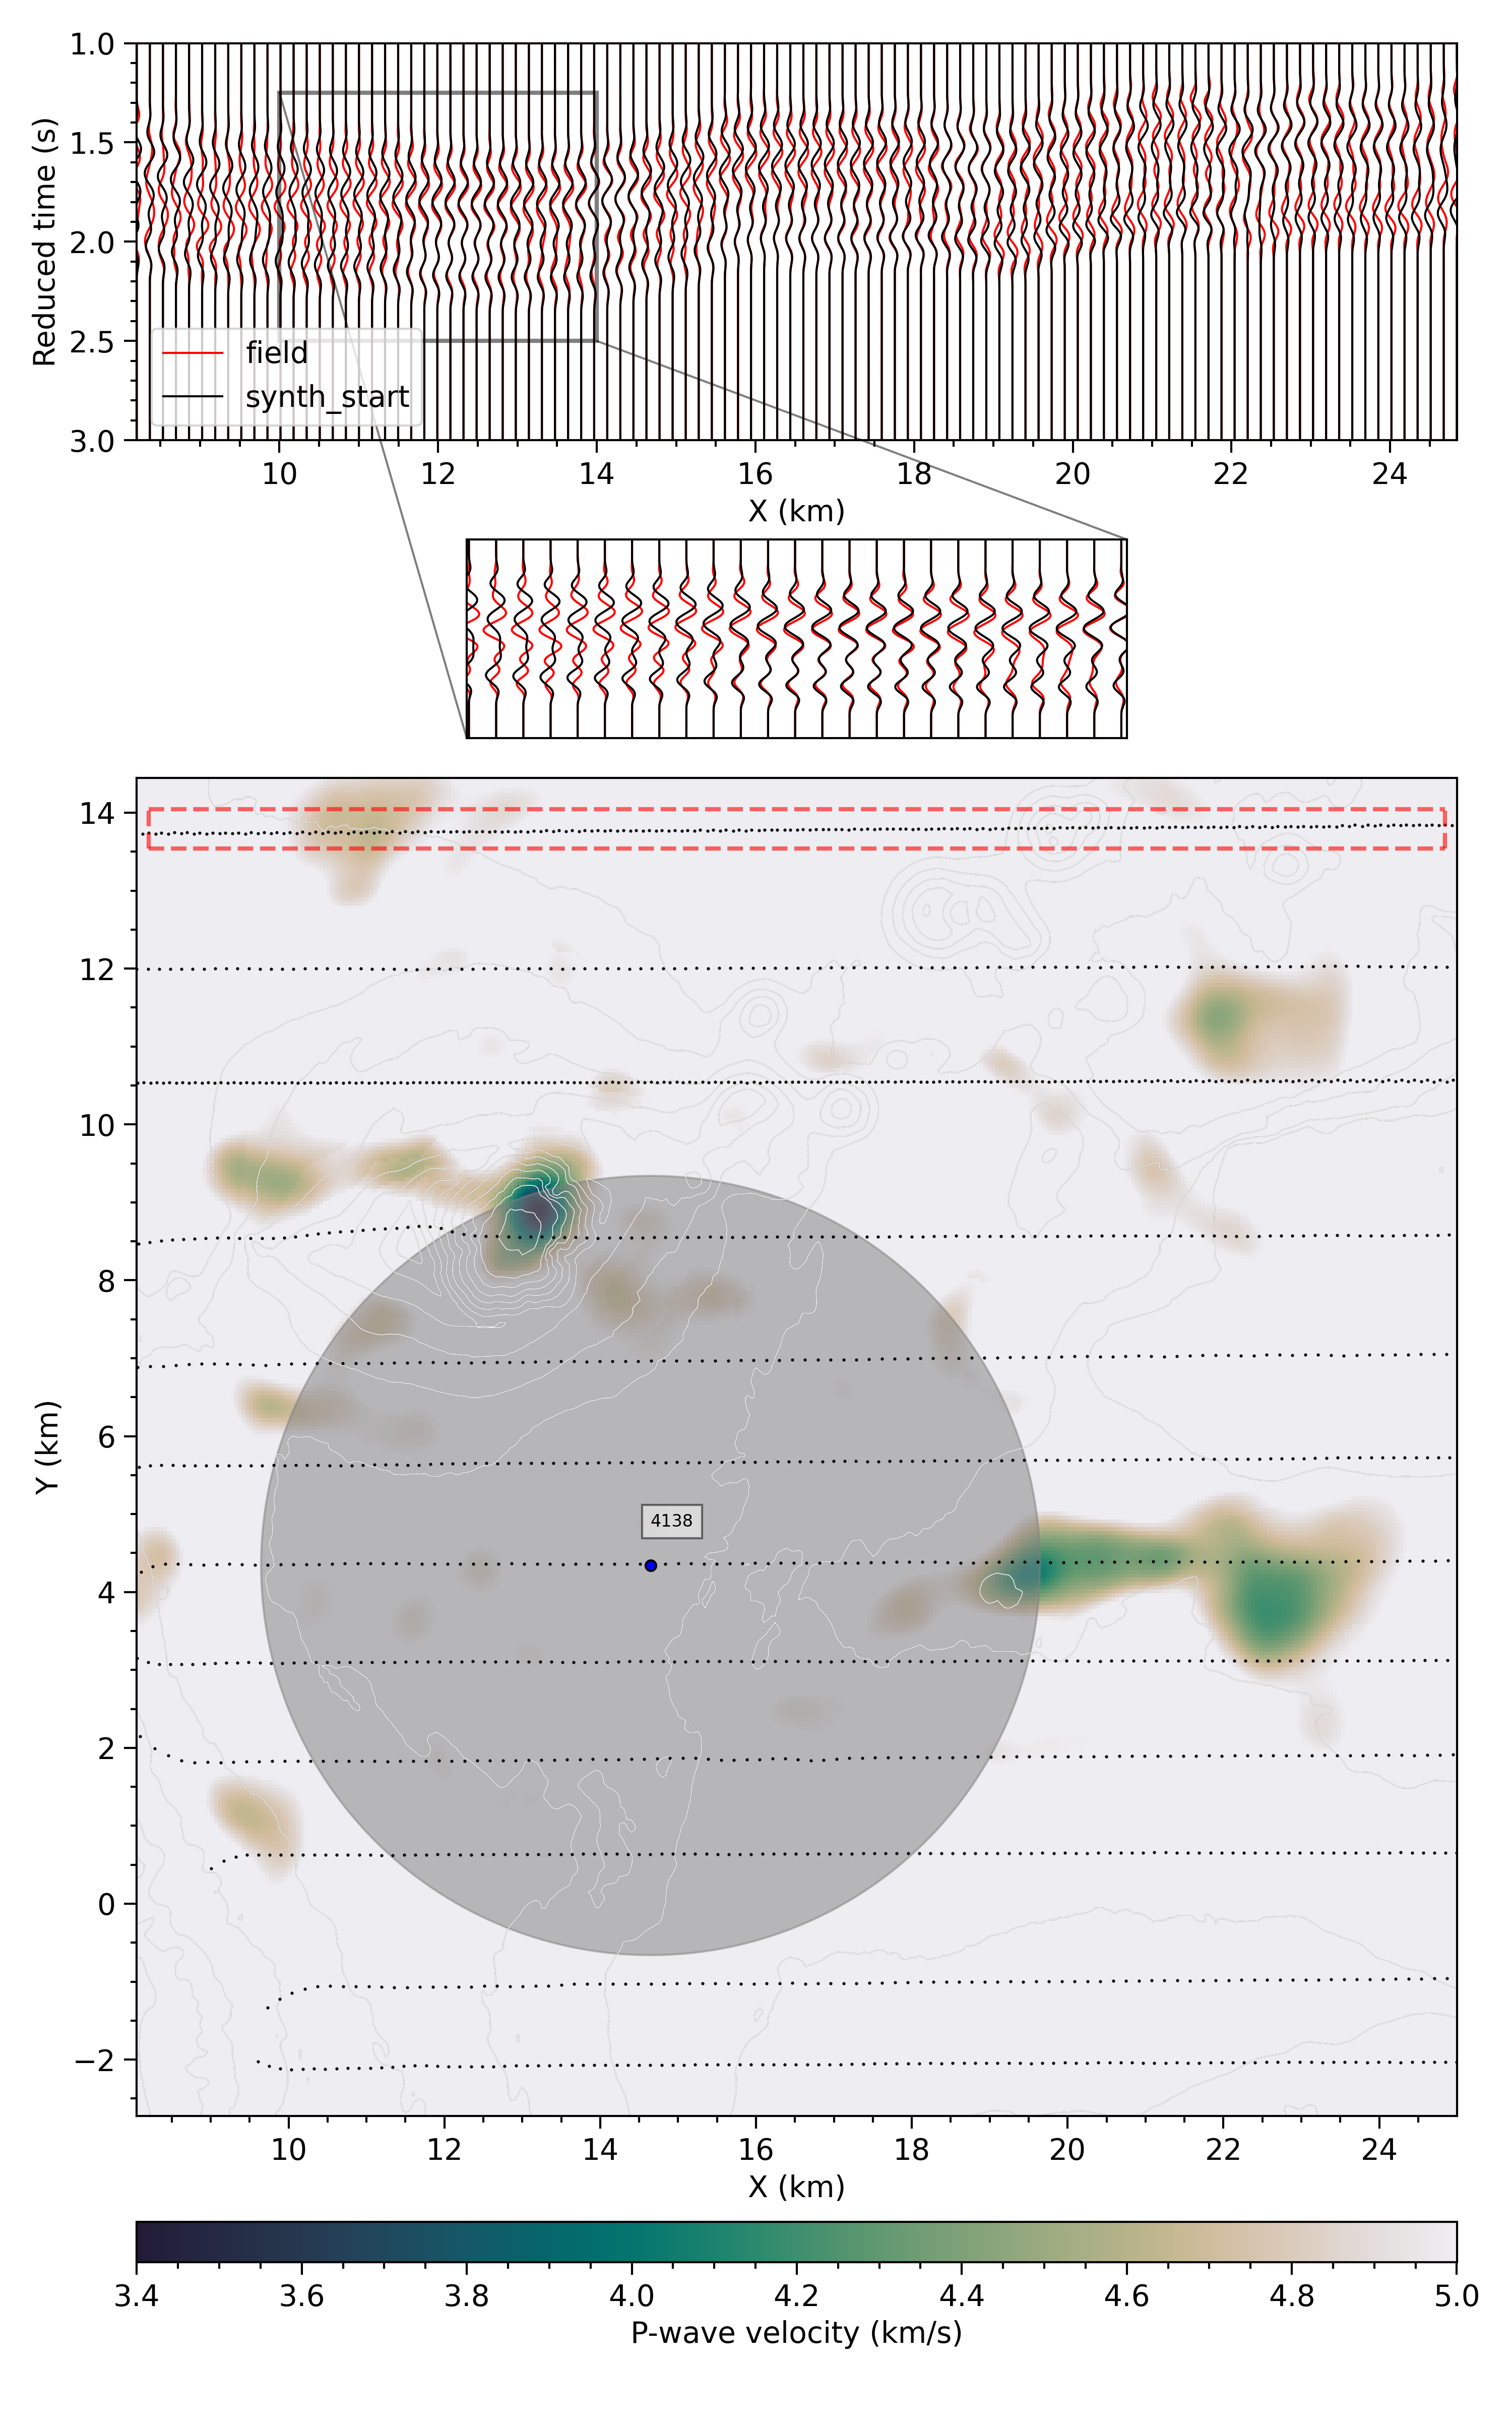 1.0
1.5
2.0
2.5
3.0
Reduced time (s)
field
synth_start
10 12 14 16 18 20 22 24
X (km)
14
12
10
8
6
4
2
0
−2
Y (km)
4138
10 12 14 16 18 20 22 24
X (km)
3.4 3.6 3.8 4.0 4.2 4.4 4.6 4.8 5.0
P-wave velocity (km/s)